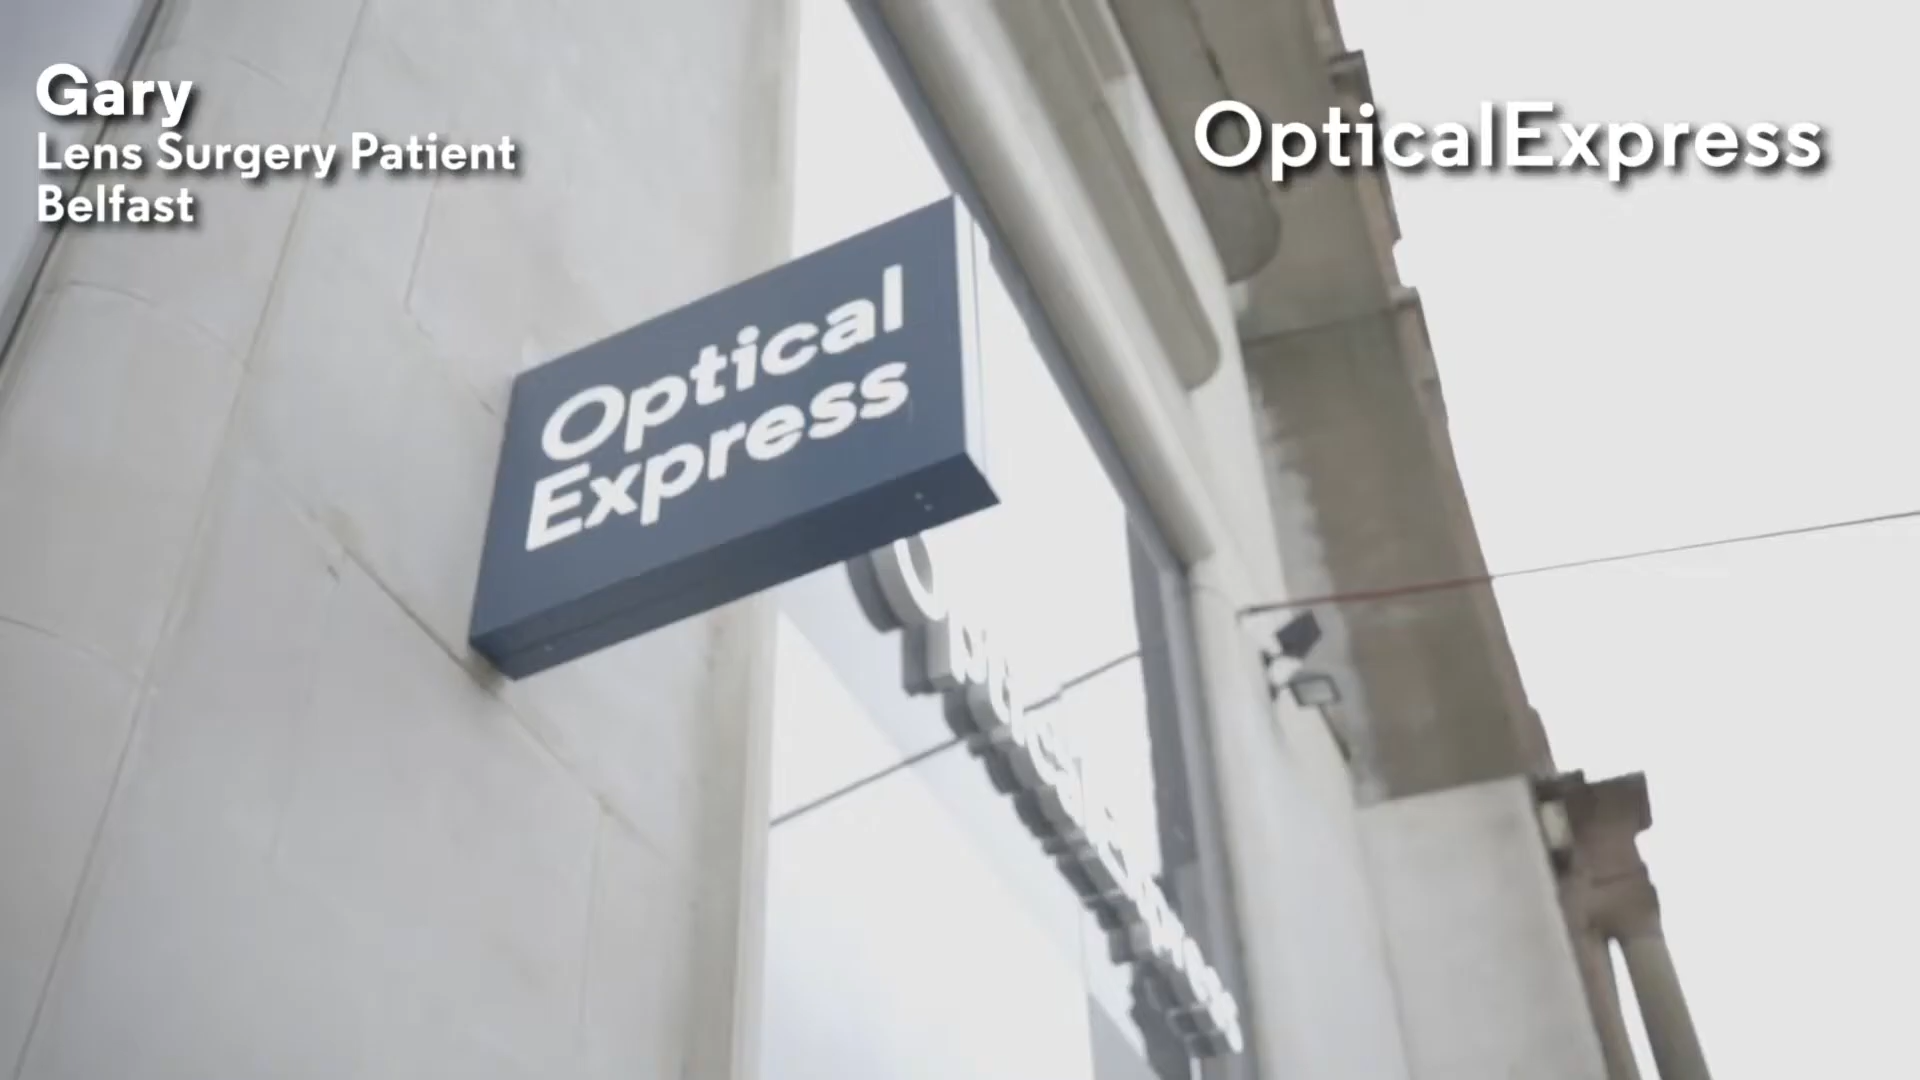 Gary
Lens Surgery Patient
Belfast
OpticalExpress
Optical
Express